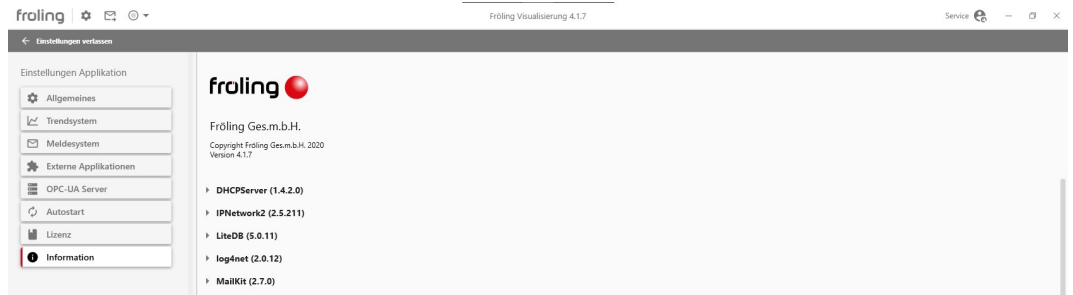 froling
Fröling Visualisierung 4.1.7
Service
Einstellungen verlassen
Einstellungen Applikation
Allgemeines
Trendsystem
Meldesystem
Externe Applikationen
OPC-UA Server
Autostart
Lizenz
Information
froling
Fröling Ges.m.b.H.
Copyright Fröling Ges.m.b.H. 2020
Version 4.1.7
DHCPServer (1.4.2.0)
IPNetwork2 (2.5.211)
LiteDB (5.0.11)
log4net (2.0.12)
MailKit (2.7.0)